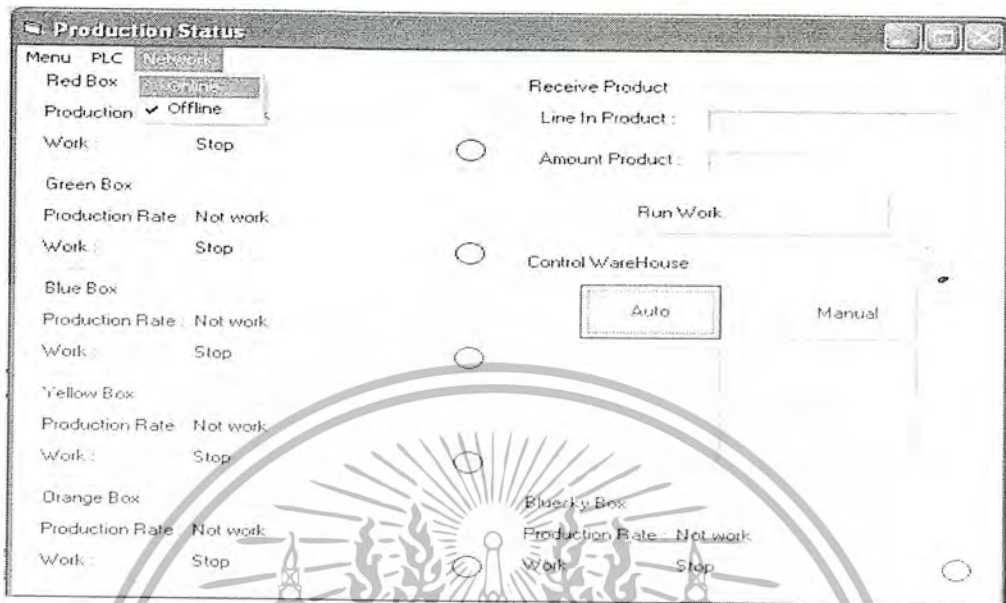 Production Status
Menu PLC Network
Online
✓ Offline
Red Box
Production
Work : Stop
Green Box
Production Rate : Not work
Work : Stop
Blue Box
Production Rate : Not work
Work : Stop
Yellow Box
Production Rate : Not work
Work : Stop
Orange Box
Production Rate : Not work
Work : Stop
Receive Product
Line In Product :
Amount Product :
Run Work
Control WareHouse
Auto Manual
Bluesky Box
Production Rate : Not work
Work Stop